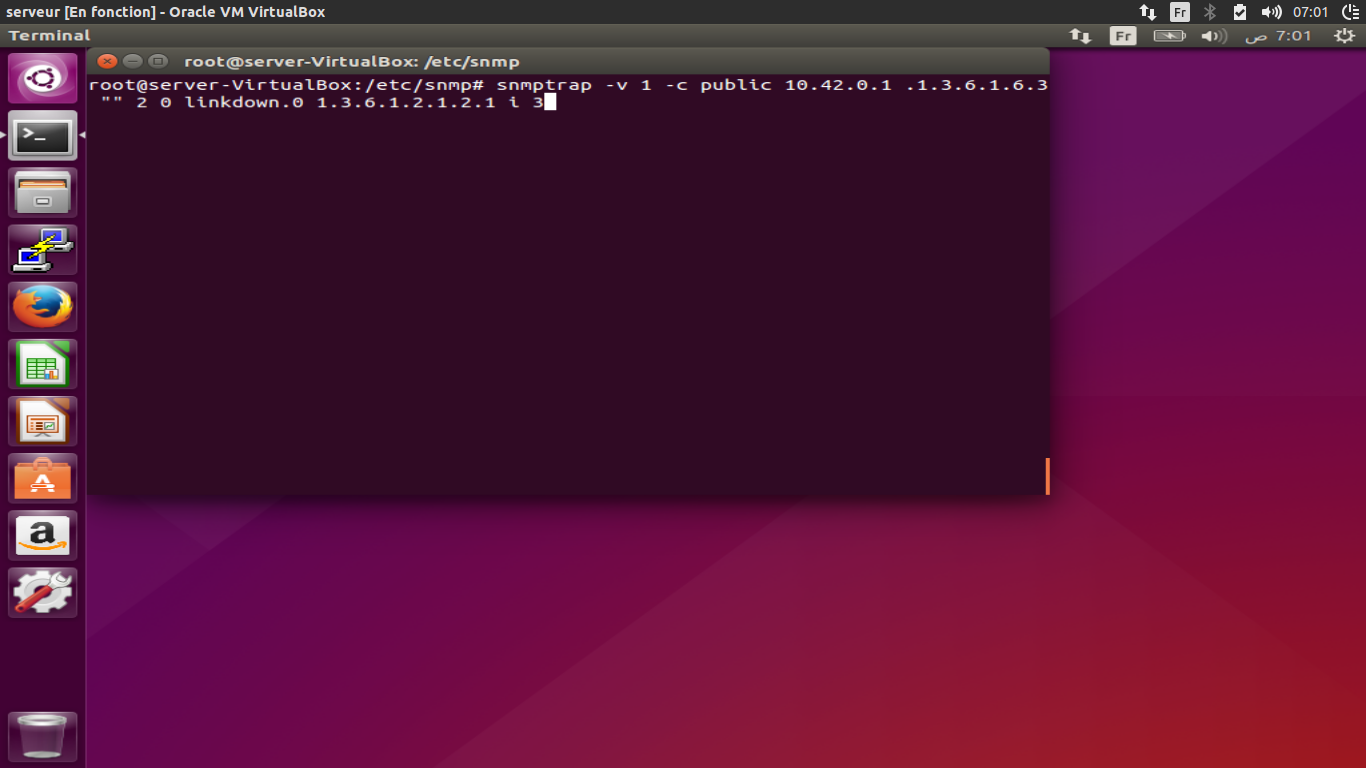 serveur [En fonction] - Oracle VM VirtualBox
Fr
07:01
Terminal
Fr
ص 7:01
root@server-VirtualBox: /etc/snmp
root@server-VirtualBox:/etc/snmp# snmptrap -v 1 -c public 10.42.0.1 .1.3.6.1.6.3
"" 2 0 linkdown.0 1.3.6.1.2.1.2.1 i 3